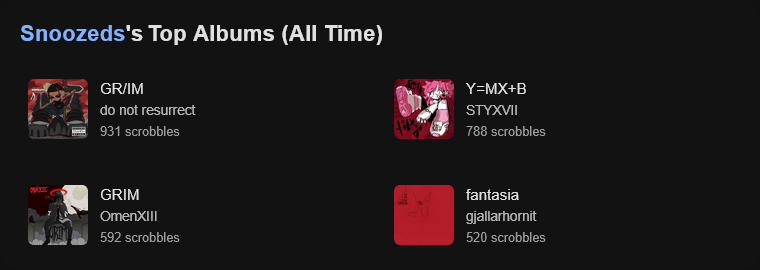 Snoozeds's Top Albums (All Time)
GR/IM
do not resurrect
931 scrobbles
Y=MX+B
STYXVII
788 scrobbles
GRIM
OmenXIII
592 scrobbles
fantasia
gjallarhornit
520 scrobbles